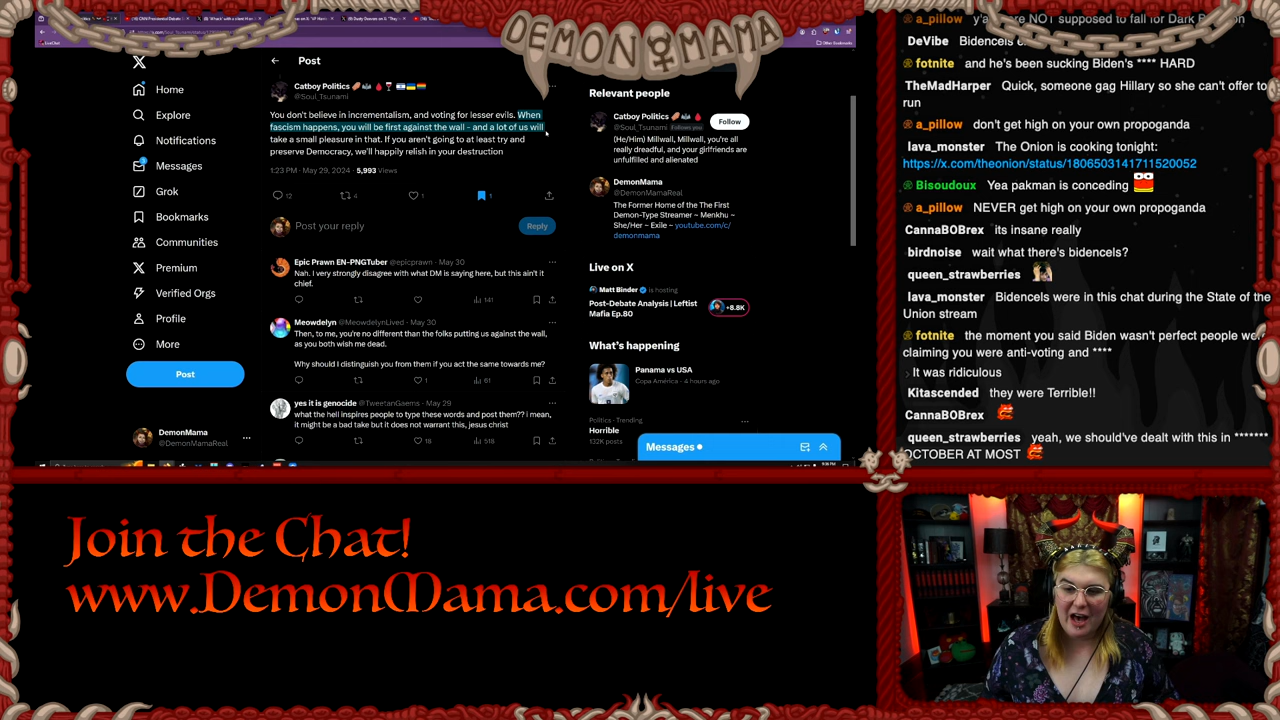 DEMON MAMA
Post
Home
Explore
Notifications
Messages
Grok
Bookmarks
Communities
Premium
Verified Orgs
Profile
More
Post
DemonMama
@DemonMamaReal
Catboy Politics
@Soul_Tsunami
You don't believe in incrementalism, and voting for lesser evils. When
fascism happens, you will be first against the wall - and a lot of us will
take a small pleasure in that. If you aren't going to at least try and
preserve Democracy, we'll happily relish in your destruction
1:23 PM · May 29, 2024 · 5,993 Views
12
4
1
1
Post your reply
Reply
Epic Prawn EN-PNGTuber @epicprawn · May 30
Nah. I very strongly disagree with what DM is saying here, but this ain't it
chief.
141
Meowdelyn @MeowdelynLived · May 30
Then, to me, you're no different than the folks putting us against the wall,
as you both wish me dead.
Why should I distinguish you from them if you act the same towards me?
1
81
yes it is genocide @TweetanGaems · May 29
what the hell inspires people to type these words and post them?? i mean,
it might be a bad take but it does not warrant this, jesus christ
18
518
Relevant people
Catboy Politics
@Soul_Tsunami Follows you
Follow
(He/Him) Millwall, Millwall, you're all
really dreadful, and your girlfriends are
unfulfilled and alienated
DemonMama
@DemonMamaReal
The Former Home of the The First
Demon-Type Streamer ~ Menkhu ~
She/Her ~ Exile ~ youtube.com/c/
demonmama
Live on X
Matt Binder is hosting
Post-Debate Analysis | Leftist
Mafia Ep.80
+8.8K
What's happening
Panama vs USA
Copa América · 4 hours ago
Politics · Trending
Horrible
132K posts
Messages
DeVibe Bidencels
fotnite and he's been sucking Biden's **** HARD
TheMadHarper Quick, someone gag Hillary so she can't offer to
run
a_pillow don't get high on your own propaganda
lava_monster The Onion is cooking tonight:
https://x.com/theonion/status/1806503141711520052
Bisoudoux Yea pakman is conceding
a_pillow NEVER get high on your own propoganda
CannaBOBrex its insane really
birdnoise wait what there's bidencels?
queen_strawberries
lava_monster Bidencels were in this chat during the State of the
Union stream
fotnite the moment you said Biden wasn't perfect people
claiming you were anti-voting and ****
It was ridiculous
Kitascended they were Terrible!!
CannaBOBrex
queen_strawberries yeah, we should've dealt with this in *******
OCTOBER AT MOST
Join the Chat!
www.DemonMama.com/live